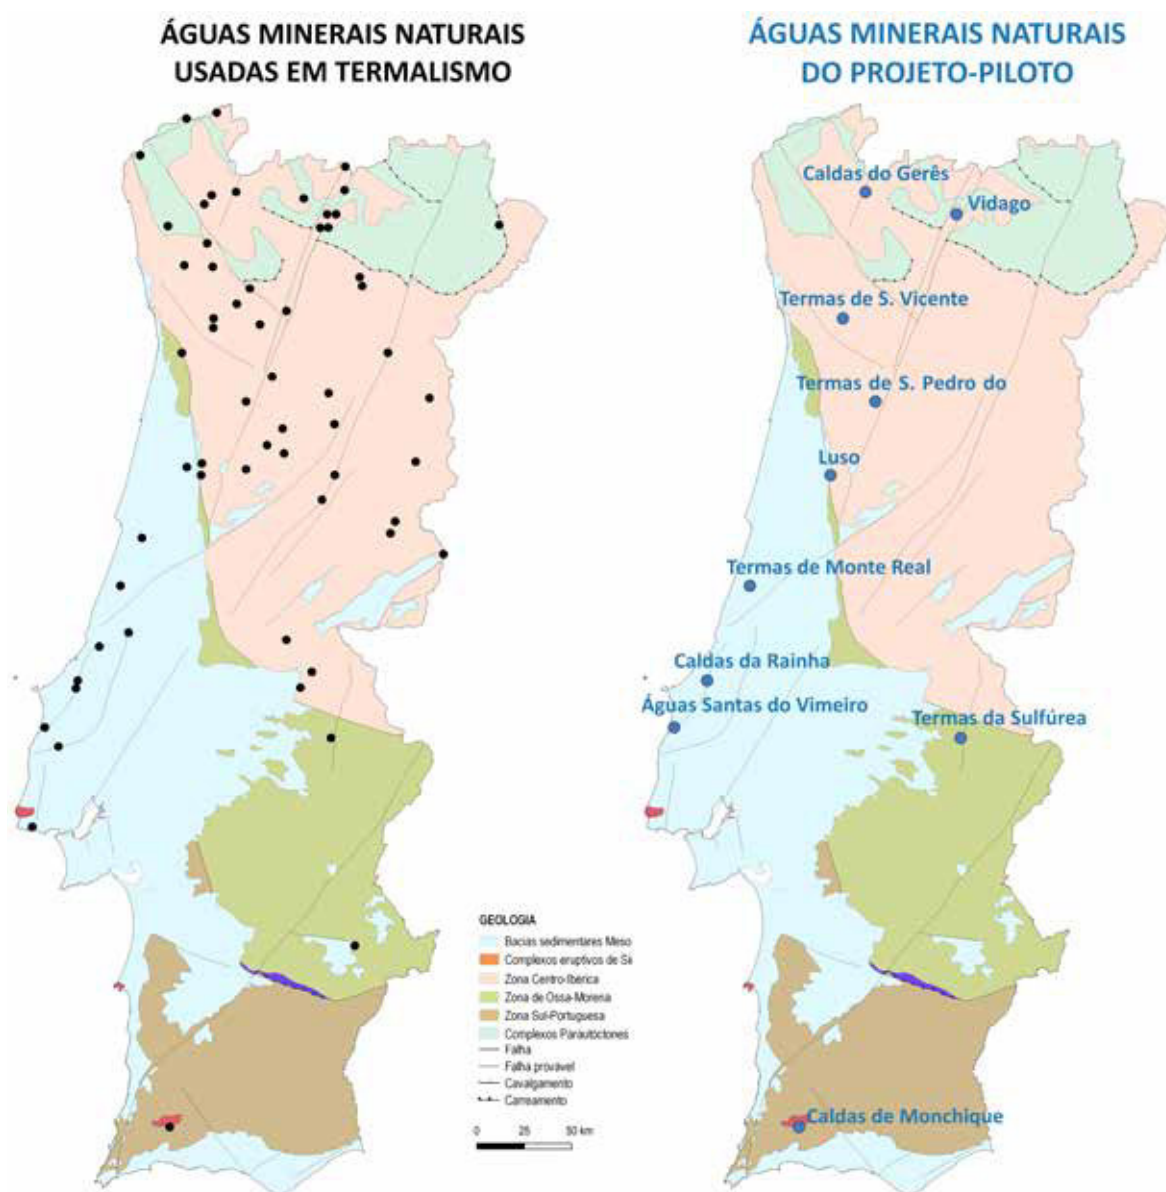 ÁGUAS MINERAIS NATURAIS
USADAS EM TERMALISMO
ÁGUAS MINERAIS NATURAIS
DO PROJETO-PILOTO
Caldas do Gerês
Vidago
Termas de S. Vicente
Termas de S. Pedro do
Luso
Termas de Monte Real
Caldas da Rainha
Águas Santas do Vimeiro
Termas da Sulfúrea
Caldas de Monchique
GEOLOGIA
Bacias sedimentares Meso
Complexos eruptivos de Si
Zona Centro-Ibérica
Zona de Ossa-Morena
Zona Sul-Portuguesa
Complexos Parautóctones
Falha
Falha provável
Cavalgamento
Carreamento
0 25 50 km